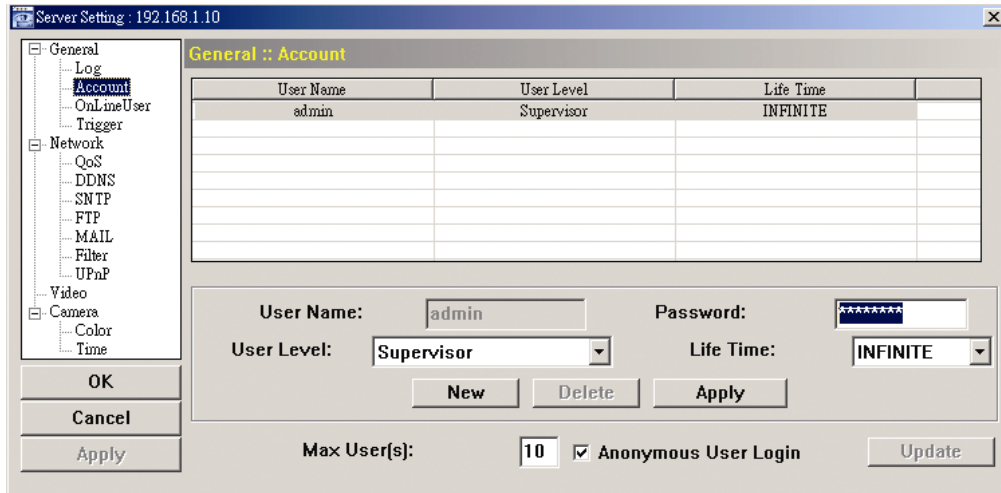 Server Setting : 192.168.1.10
General
Log
Account
OnLineUser
Trigger
Network
QoS
DDNS
SNTP
FTP
MAIL
Filter
UPnP
Video
Camera
Color
Time
OK
Cancel
Apply
General :: Account
User Name User Level Life Time
admin Supervisor INFINITE
User Name: admin Password: ********
User Level: Supervisor Life Time: INFINITE
New Delete Apply
Max User(s): 10 Anonymous User Login Update